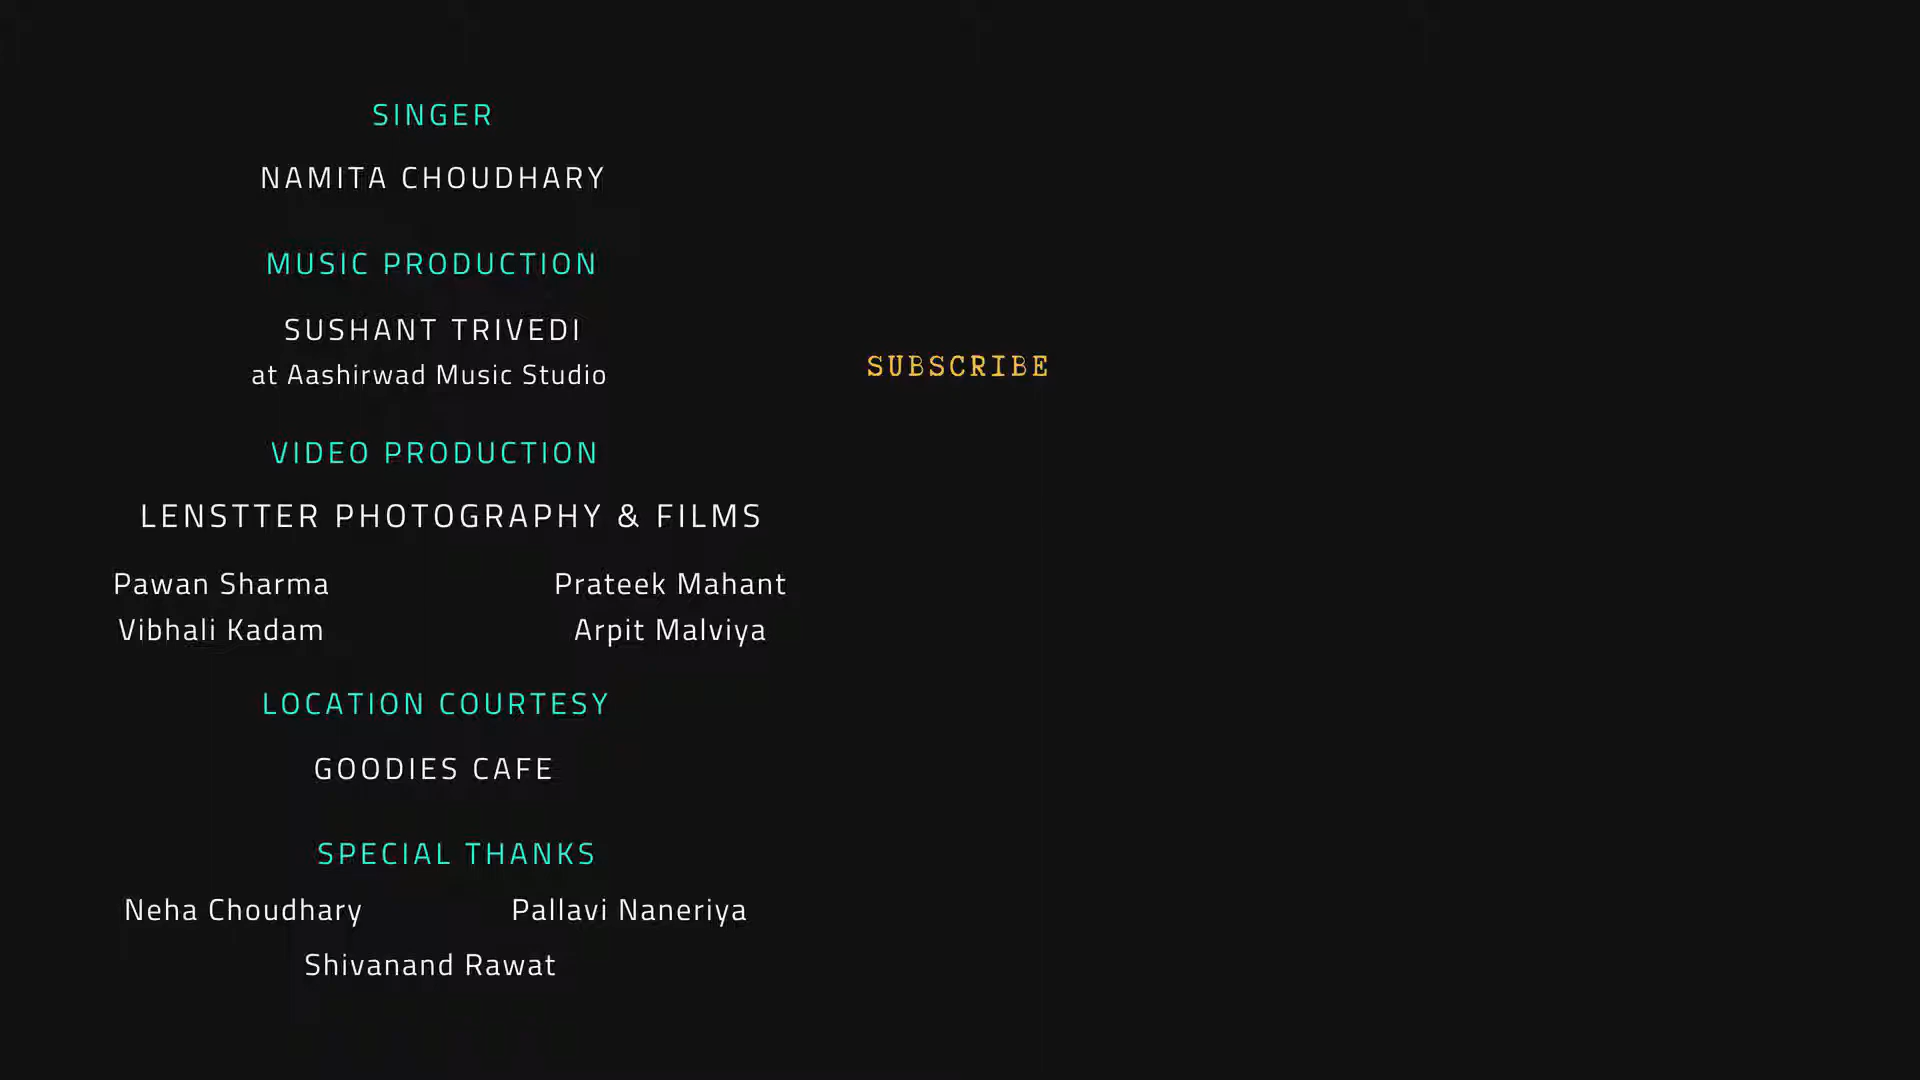 SINGER
NAMITA CHOUDHARY
MUSIC PRODUCTION
SUSHANT TRIVEDI
at Aashirwad Music Studio
SUBSCRIBE
VIDEO PRODUCTION
LENSTTER PHOTOGRAPHY & FILMS
Pawan Sharma Prateek Mahant
Vibhali Kadam Arpit Malviya
LOCATION COURTESY
GOODIES CAFE
SPECIAL THANKS
Neha Choudhary Pallavi Naneriya
Shivanand Rawat